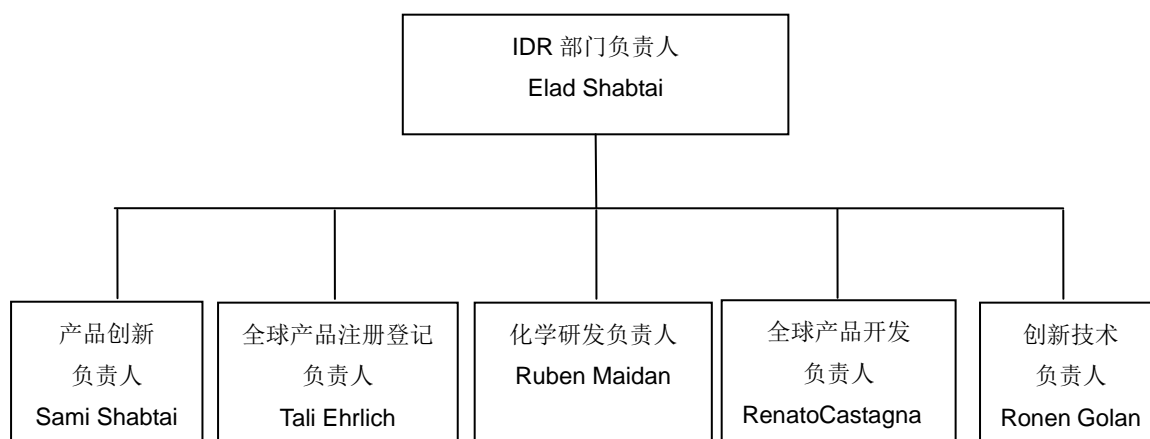 IDR 部门负责人
Elad Shabtai
产品创新
负责人
Sami Shabtai
全球产品注册登记
负责人
Tali Ehrlich
化学研发负责人
Ruben Maidan
全球产品开发
负责人
RenatoCastagna
创新技术
负责人
Ronen Golan